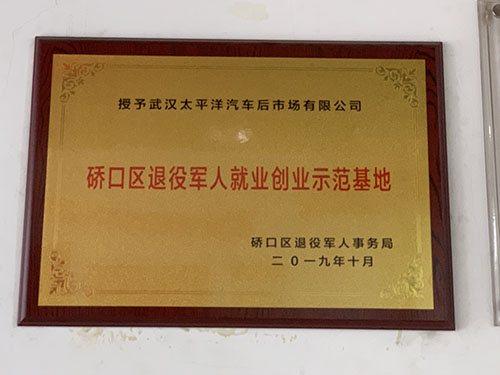 授予武汉太平洋汽车后市场有限公司
硚口区退役军人就业创业示范基地
硚口区退役军人事务局
二0一九年十月